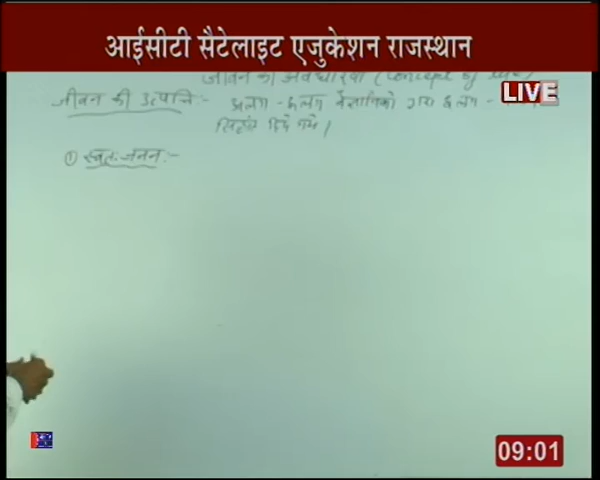 आईसीटी सैटेलाइट एजुकेशन राजस्थान
जीवन की अवधारणा (Concept of life)
LIVE
जीवन की उत्पत्ति:- अलग - अलग वैज्ञानिकों द्वारा अलग -
सिद्धांत दिये गये।
① स्वत: जनन:-
09:01